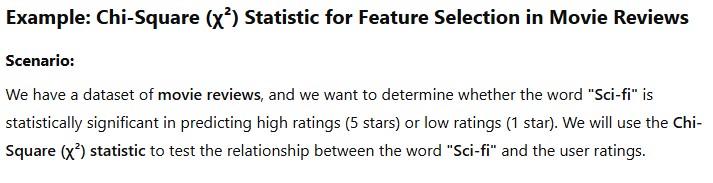 Example: Chi-Square (χ²) Statistic for Feature Selection in Movie Reviews
Scenario:
We have a dataset of movie reviews, and we want to determine whether the word "Sci-fi" is
statistically significant in predicting high ratings (5 stars) or low ratings (1 star). We will use the Chi-
Square (χ²) statistic to test the relationship between the word "Sci-fi" and the user ratings.